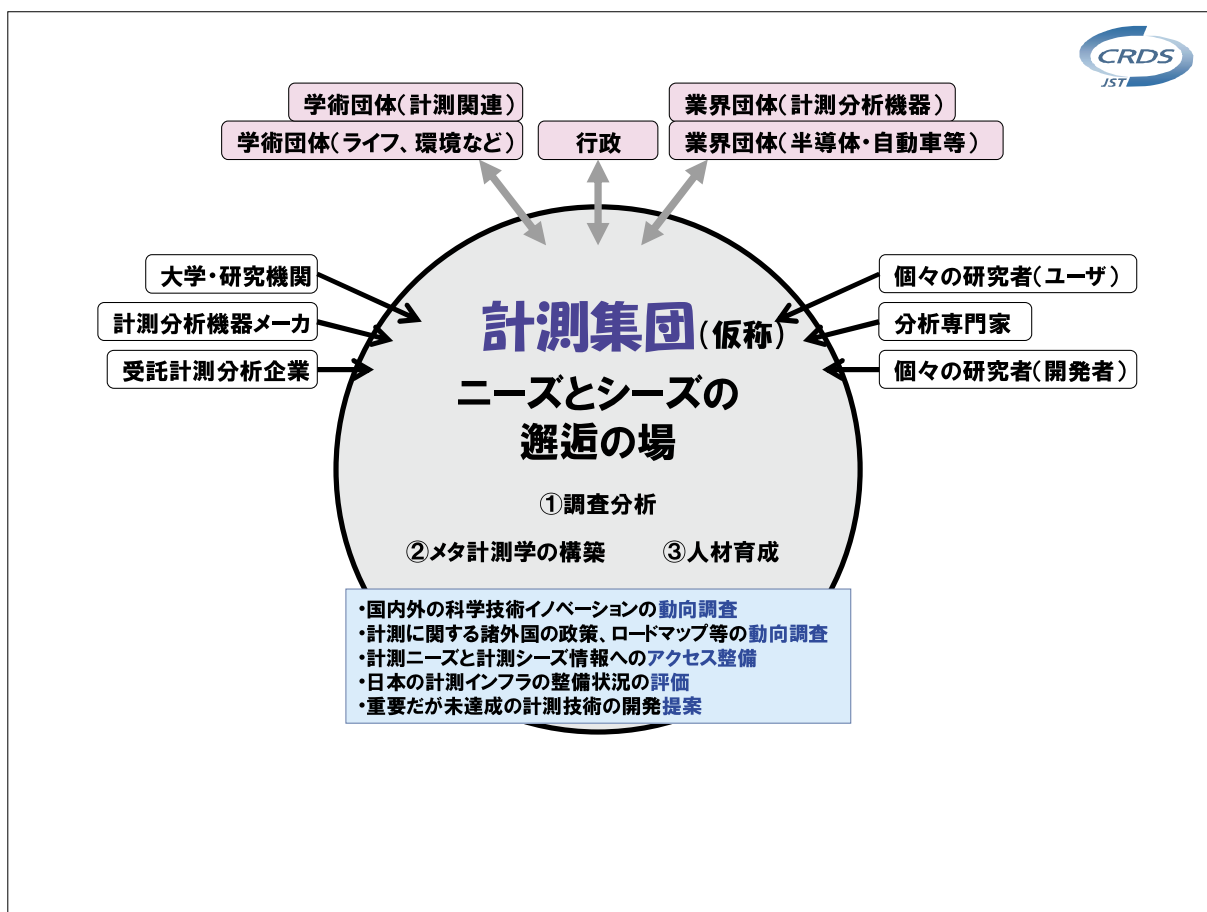 CRDS
JST
学術団体(計測関連)
学術団体(ライフ、環境など)
行政
業界団体(計測分析機器)
業界団体(半導体・自動車等)
大学・研究機関
計測分析機器メーカ
受託計測分析企業
個々の研究者(ユーザ)
分析専門家
個々の研究者(開発者)
計測集団(仮称)
ニーズとシーズの
邂逅の場
①調査分析
②メタ計測学の構築 ③人材育成
・国内外の科学技術イノベーションの動向調査
・計測に関する諸外国の政策、ロードマップ等の動向調査
・計測ニーズと計測シーズ情報へのアクセス整備
・日本の計測インフラの整備状況の評価
・重要だが未達成の計測技術の開発提案